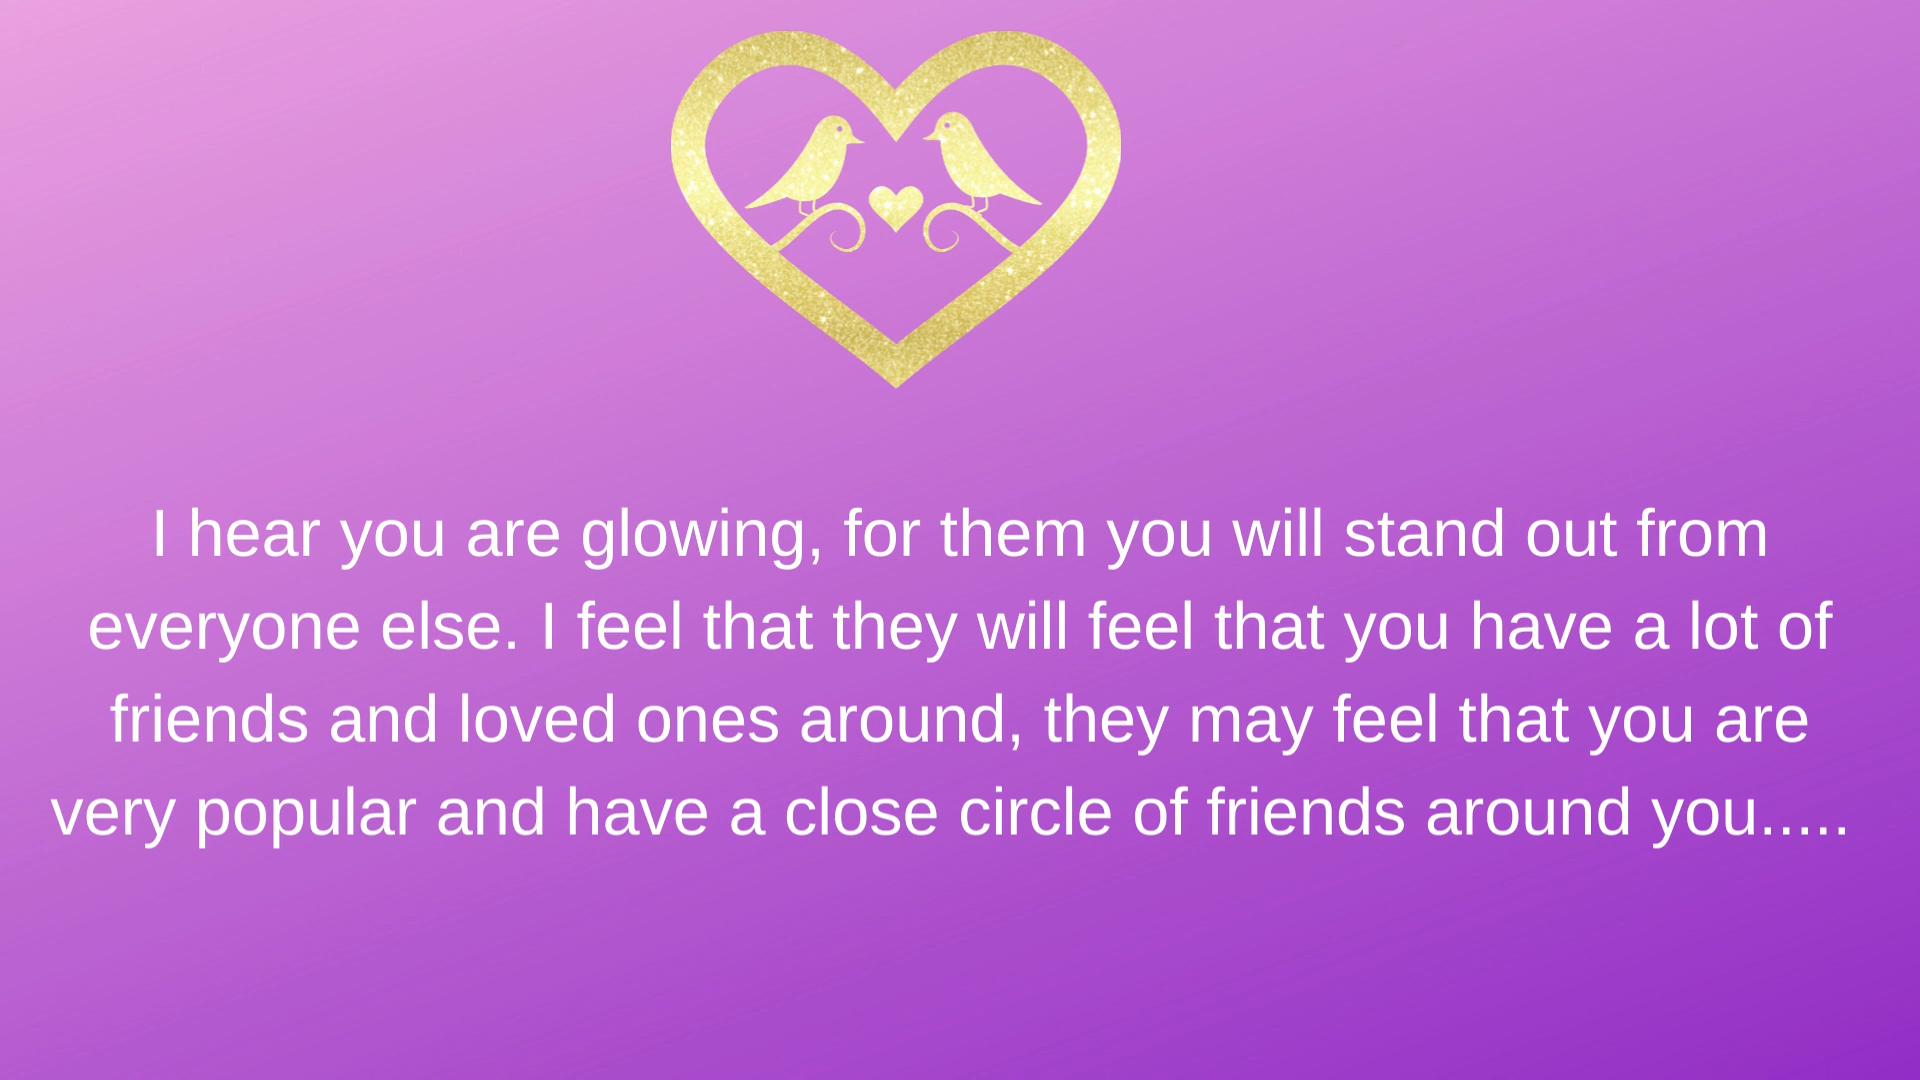 I hear you are glowing, for them you will stand out from
everyone else. I feel that they will feel that you have a lot of
friends and loved ones around, they may feel that you are
very popular and have a close circle of friends around you.....